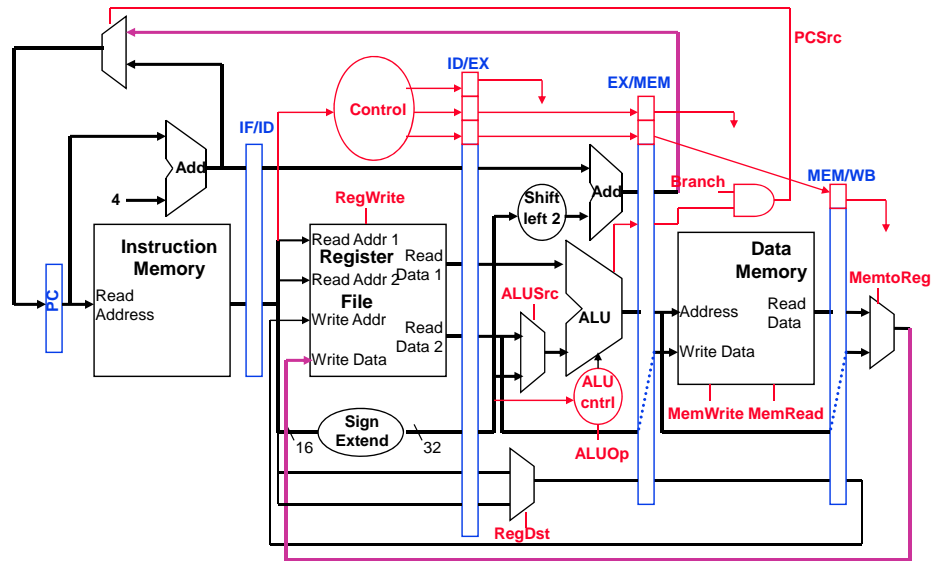 PCSrc
ID/EX
EX/MEM
Control
IF/ID
Add
4
RegWrite
Shift
left 2
Add
Branch
MEM/WB
Instruction
Memory
Read
Address
PC
Read Addr 1
Register
Read Addr 2
File
Write Addr
Write Data
Read
Data 1
Read
Data 2
ALUSrc
ALU
Data
Memory
Address
Read
Data
Write Data
MemtoReg
ALU
cntrl
MemWrite
MemRead
Sign
Extend
16
32
ALUOp
RegDst